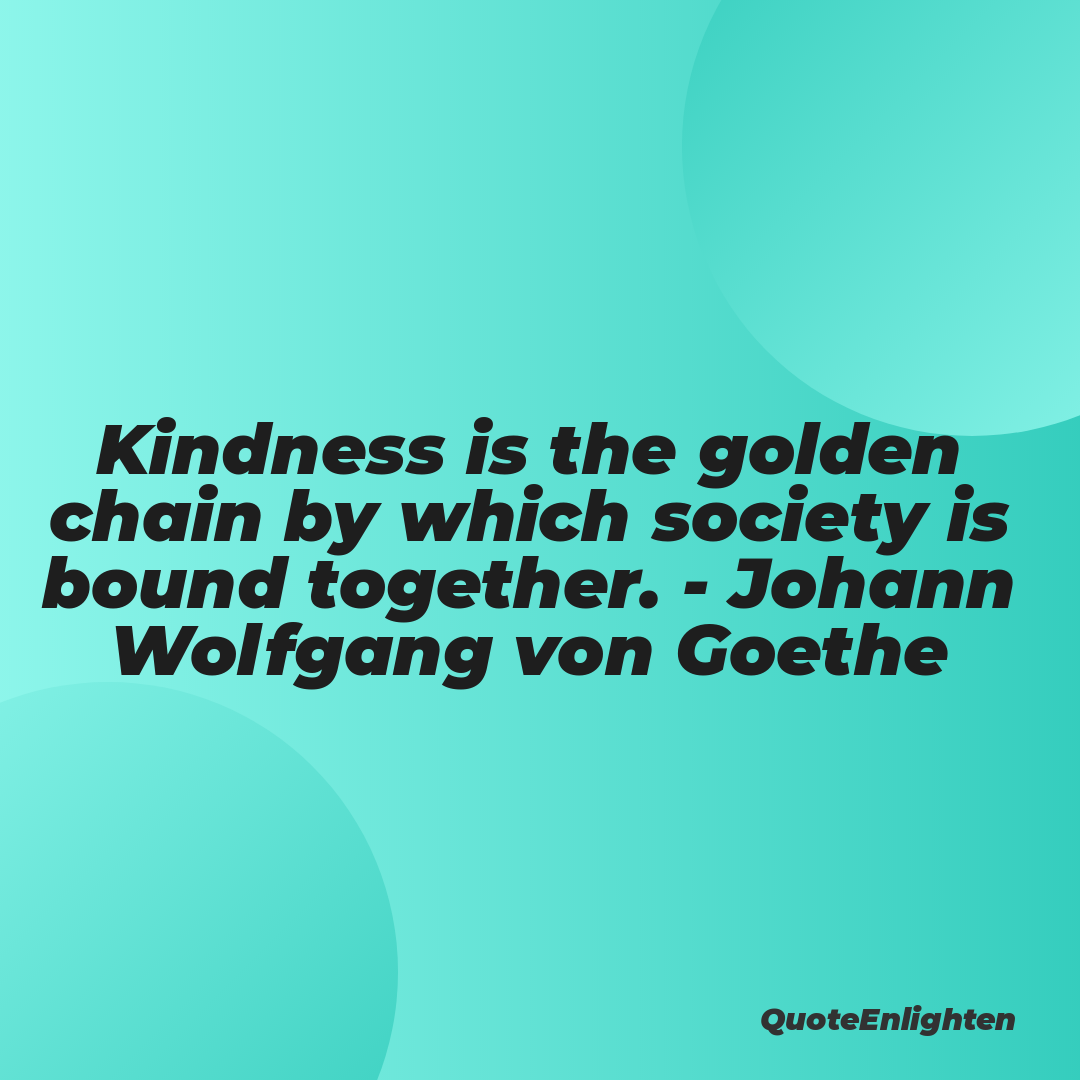 Kindness is the golden
chain by which society is
bound together. - Johann
Wolfgang von Goethe
QuoteEnlighten